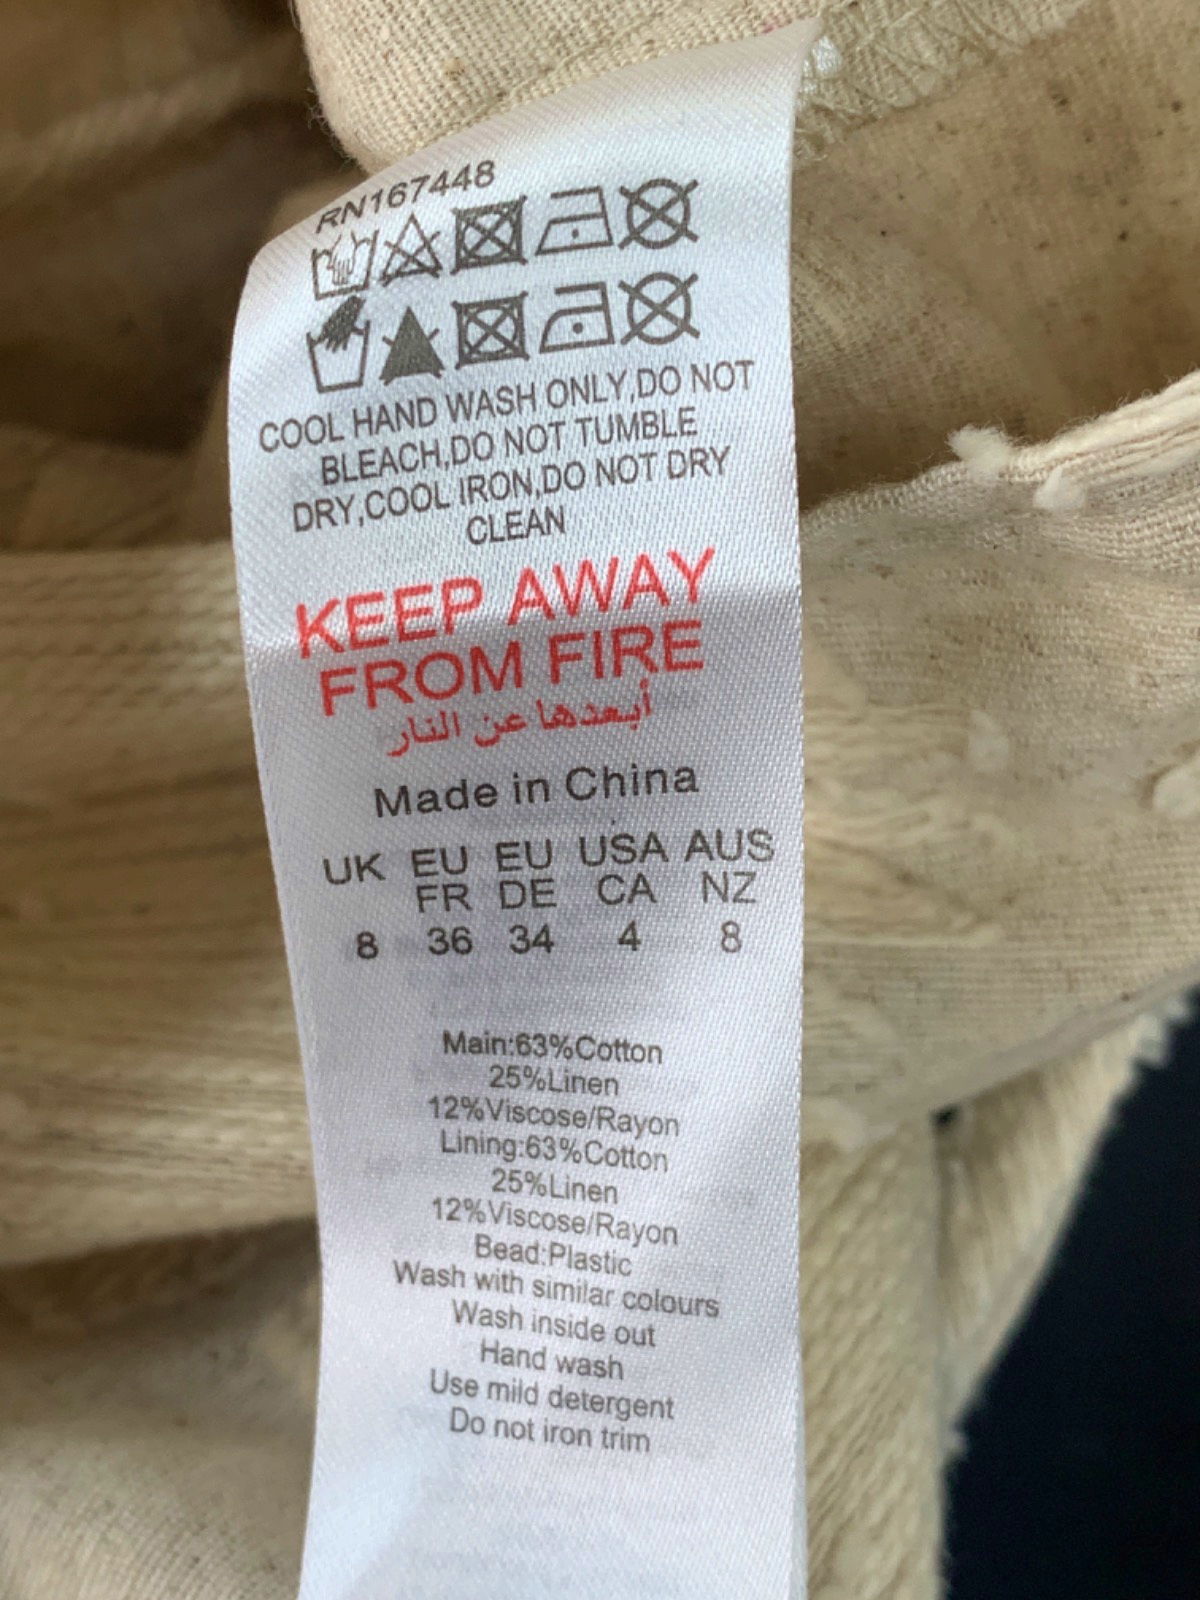 RN167448
COOL HAND WASH ONLY,DO NOT
BLEACH,DO NOT TUMBLE
DRY,COOL IRON,DO NOT DRY
CLEAN
KEEP AWAY
FROM FIRE
أبعدها عن النار
Made in China
UK EU EU USA AUS
FR DE CA NZ
8 36 34 4 8
Main:63%Cotton
25%Linen
12%Viscose/Rayon
Lining:63%Cotton
25%Linen
12%Viscose/Rayon
Bead:Plastic
Wash with similar colours
Wash inside out
Hand wash
Use mild detergent
Do not iron trim